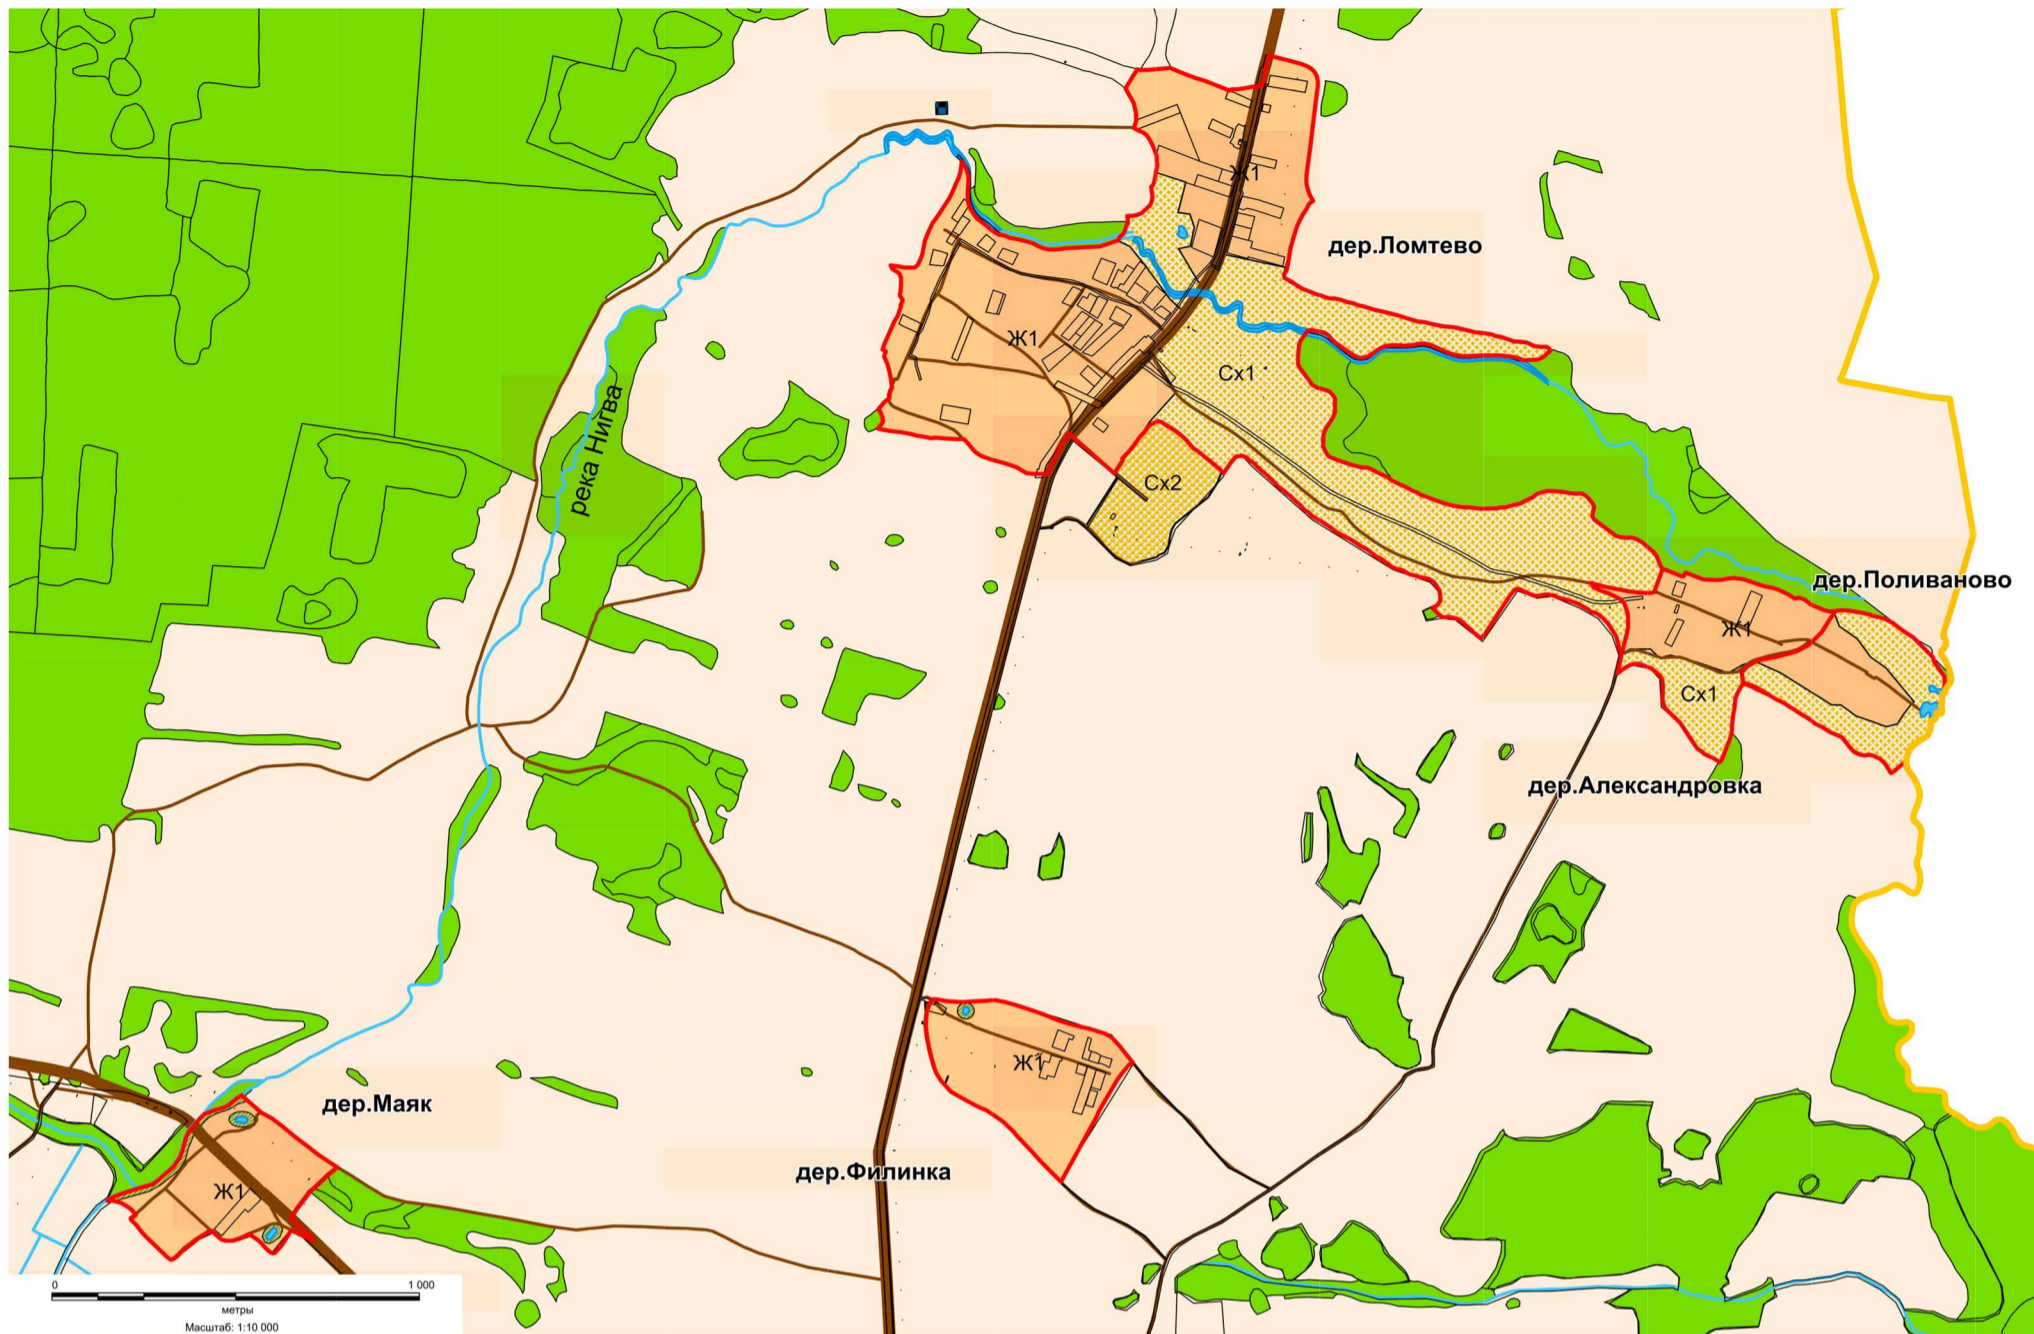 Ж1
дер.Ломтево
Ж1
Сх1
река Нигва
Сх2
дер.Поливаново
Ж1
Сх1
дер.Александровка
Ж1
дер.Маяк
дер.Филинка
Ж1
0 1 000
метры
Масштаб: 1:10 000